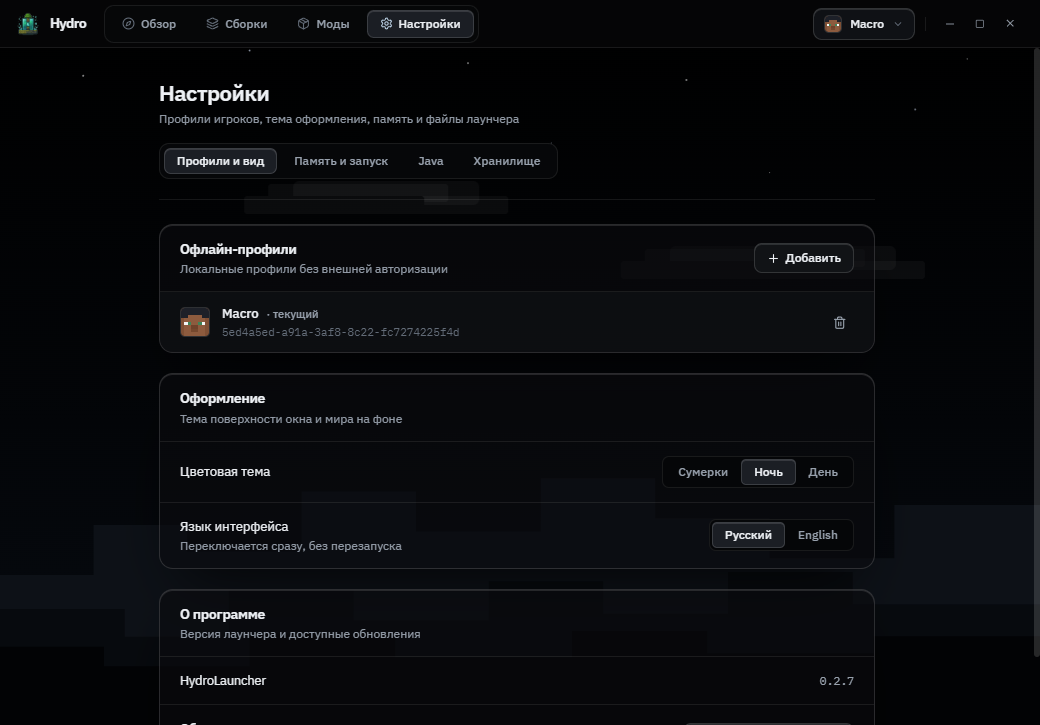 Hydro
Обзор
Сборки
Моды
Настройки
Macro
Настройки
Профили игроков, тема оформления, память и файлы лаунчера
Профили и вид
Память и запуск
Java
Хранилище
Офлайн-профили
Локальные профили без внешней авторизации
Добавить
Macro · текущий
5ed4a5ed-a91a-3af8-8c22-fc7274225f4d
Оформление
Тема поверхности окна и мира на фоне
Цветовая тема
Сумерки
Ночь
День
Язык интерфейса
Переключается сразу, без перезапуска
Русский
English
О программе
Версия лаунчера и доступные обновления
HydroLauncher
0.2.7